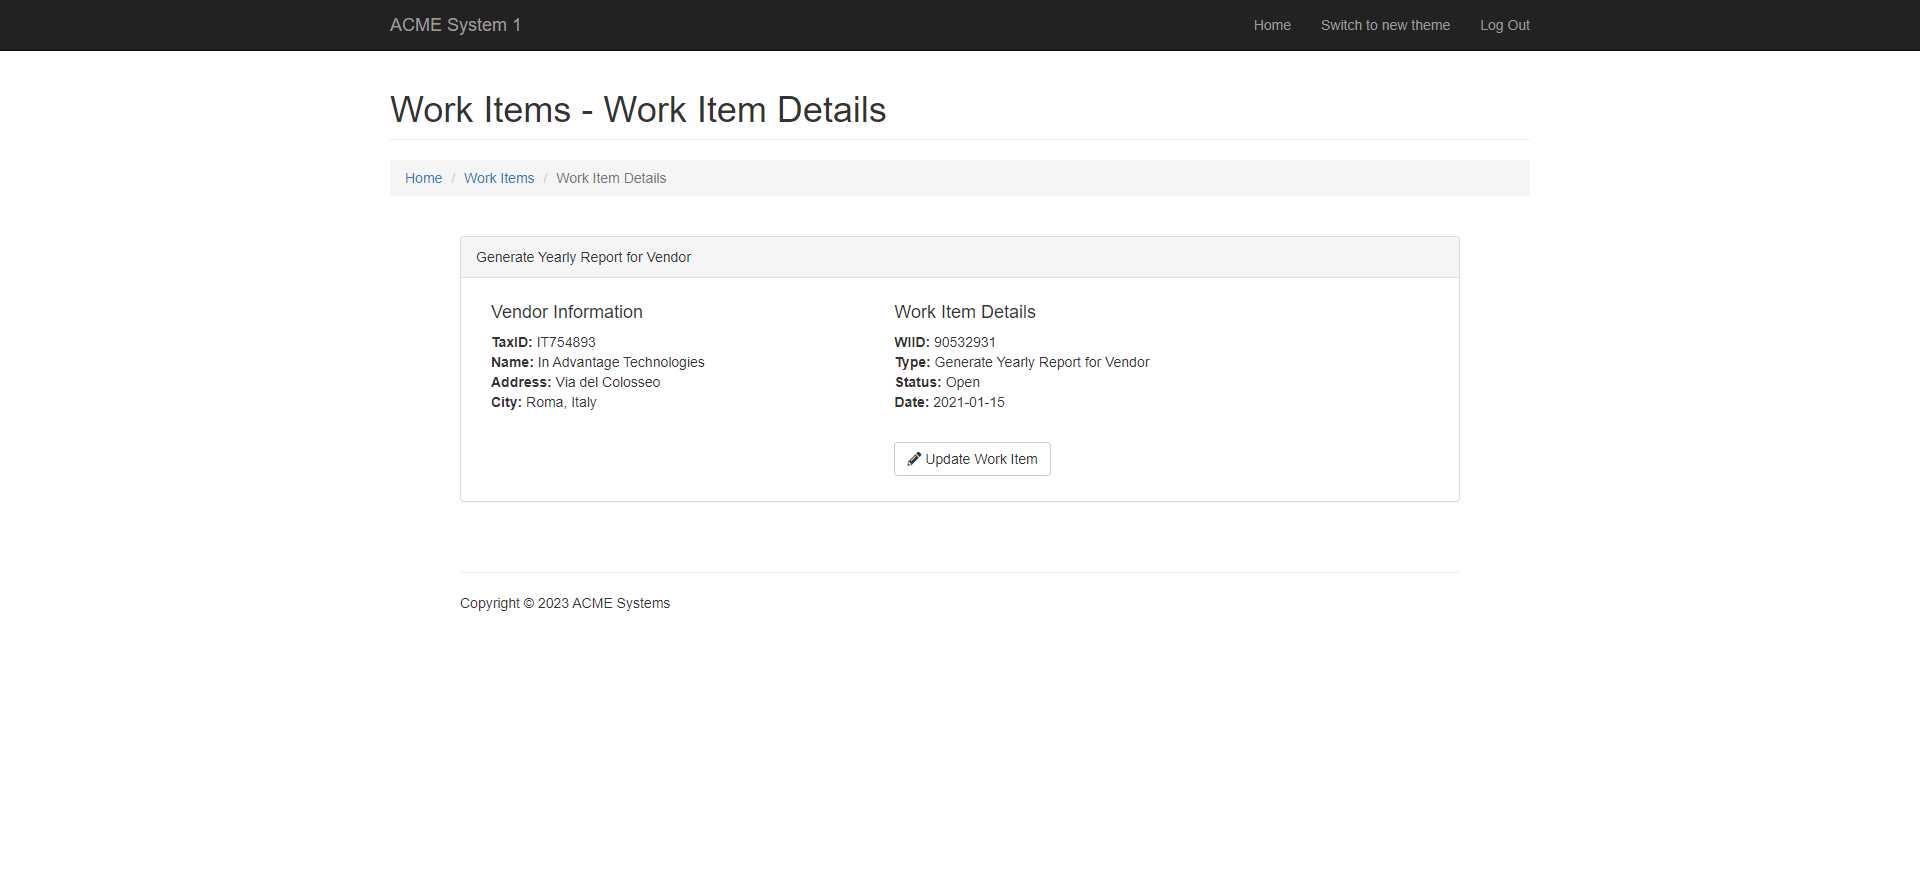 ACME System 1
Home
Switch to new theme
Log Out
Work Items - Work Item Details
Home / Work Items / Work Item Details
Generate Yearly Report for Vendor
Vendor Information
TaxID: IT754893
Name: In Advantage Technologies
Address: Via del Colosseo
City: Roma, Italy
Work Item Details
WIID: 90532931
Type: Generate Yearly Report for Vendor
Status: Open
Date: 2021-01-15
Update Work Item
Copyright © 2023 ACME Systems